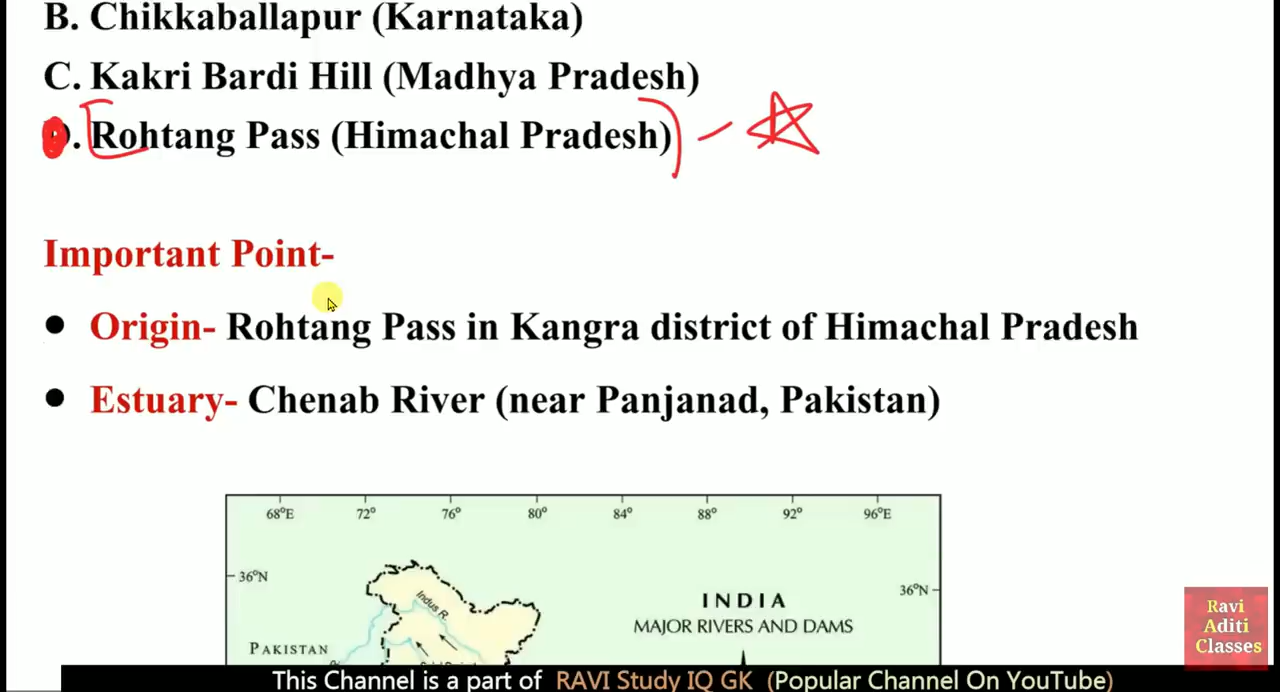 B. Chikkaballapur (Karnataka)
C. Kakri Bardi Hill (Madhya Pradesh)
. Rohtang Pass (Himachal Pradesh)
Important Point-
● Origin- Rohtang Pass in Kangra district of Himachal Pradesh
● Estuary- Chenab River (near Panjanad, Pakistan)
68°E 72° 76° 80° 84° 88° 92° 96°E
36°N 36°N
Indus R.
INDIA
MAJOR RIVERS AND DAMS
PAKISTAN
Ravi
Aditi
Classes
This Channel is a part of RAVI Study IQ GK (Popular Channel On YouTube)